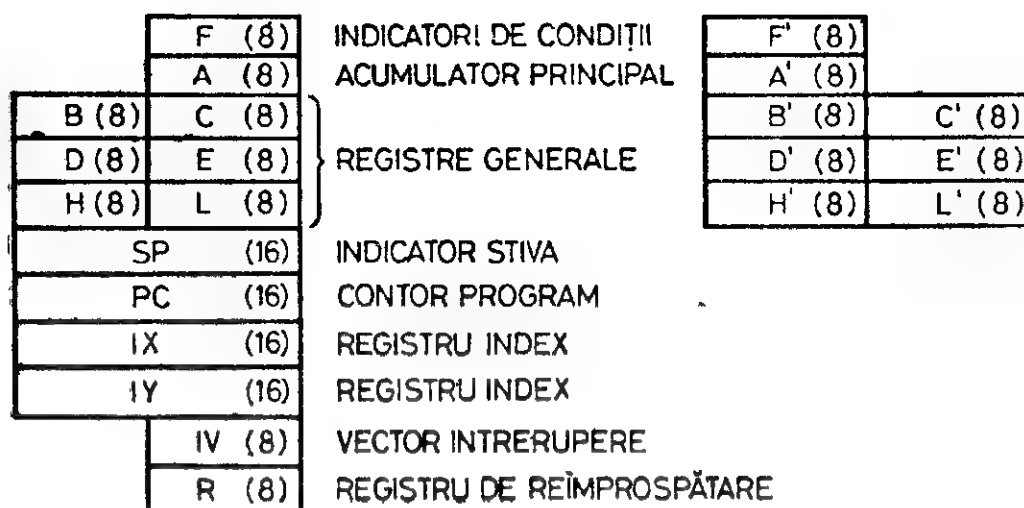 F (8) INDICATORI DE CONDIȚII F' (8)
A (8) ACUMULATOR PRINCIPAL A' (8)
B (8) C (8) B' (8) C' (8)
D (8) E (8) REGISTRE GENERALE D' (8) E' (8)
H (8) L (8) H' (8) L' (8)
SP (16) INDICATOR STIVA
PC (16) CONTOR PROGRAM
IX (16) REGISTRU INDEX
IY (16) REGISTRU INDEX
IV (8) VECTOR INTRERUPERE
R (8) REGISTRU DE REÎMPROSPĂTARE